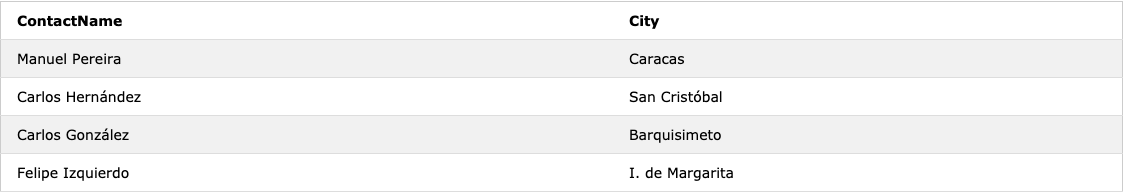 ContactName City
Manuel Pereira Caracas
Carlos Hernández San Cristóbal
Carlos González Barquisimeto
Felipe Izquierdo I. de Margarita